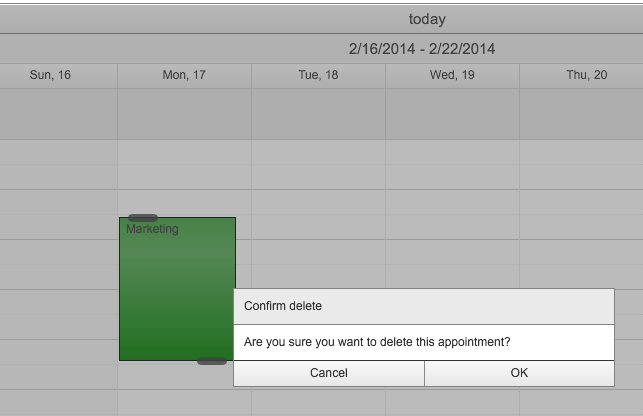 today
2/16/2014 - 2/22/2014
Sun, 16 Mon, 17 Tue, 18 Wed, 19 Thu, 20
Marketing
Confirm delete
Are you sure you want to delete this appointment?
Cancel OK